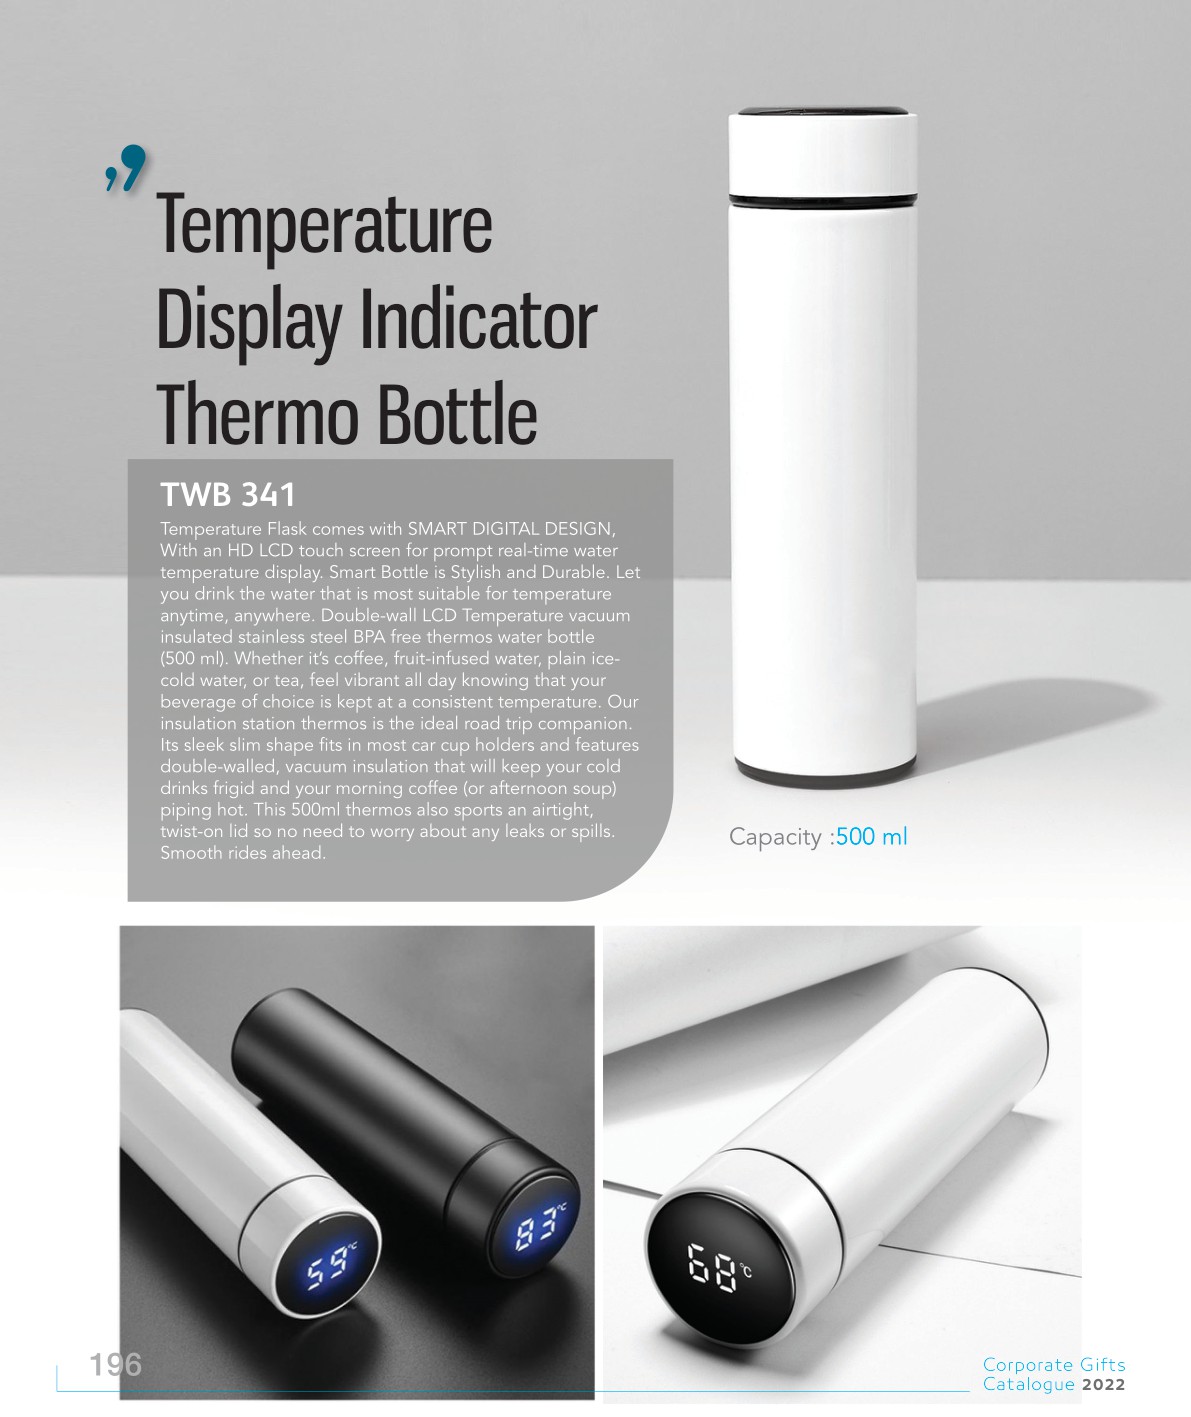 Temperature
Display Indicator
Thermo Bottle
TWB 341
Temperature Flask comes with SMART DIGITAL DESIGN,
With an HD LCD touch screen for prompt real-time water
temperature display. Smart Bottle is Stylish and Durable. Let
you drink the water that is most suitable for temperature
anytime, anywhere. Double-wall LCD Temperature vacuum
insulated stainless steel BPA free thermos water bottle
(500 ml). Whether it's coffee, fruit-infused water, plain ice-
cold water, or tea, feel vibrant all day knowing that your
beverage of choice is kept at a consistent temperature. Our
insulation station thermos is the ideal road trip companion.
Its sleek slim shape fits in most car cup holders and features
double-walled, vacuum insulation that will keep your cold
drinks frigid and your morning coffee (or afternoon soup)
piping hot. This 500ml thermos also sports an airtight,
twist-on lid so no need to worry about any leaks or spills.
Smooth rides ahead.
Capacity :500 ml
59°C
83°C
68°C
196
Corporate Gifts
Catalogue 2022